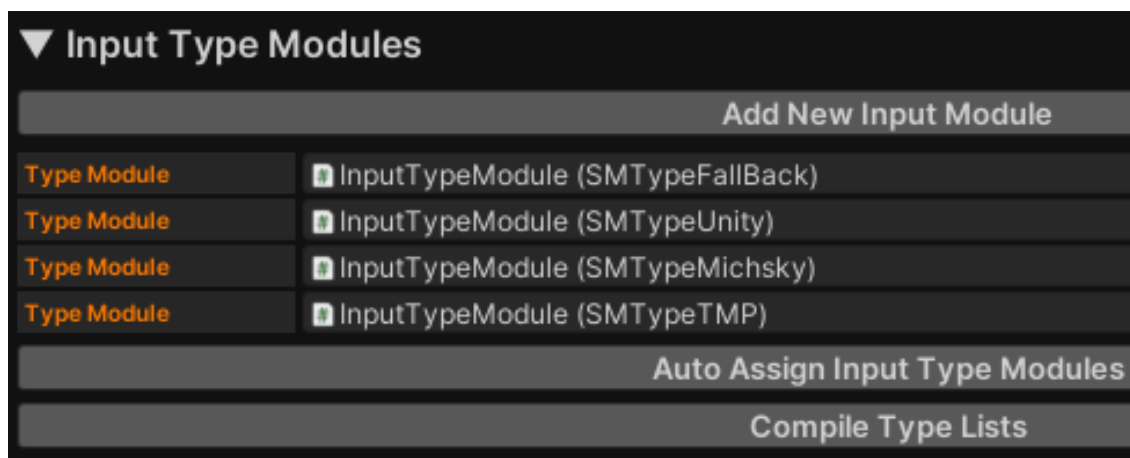 ▼ Input Type Modules
Add New Input Module
Type Module InputTypeModule (SMTypeFallBack)
Type Module InputTypeModule (SMTypeUnity)
Type Module InputTypeModule (SMTypeMichsky)
Type Module InputTypeModule (SMTypeTMP)
Auto Assign Input Type Modules
Compile Type Lists